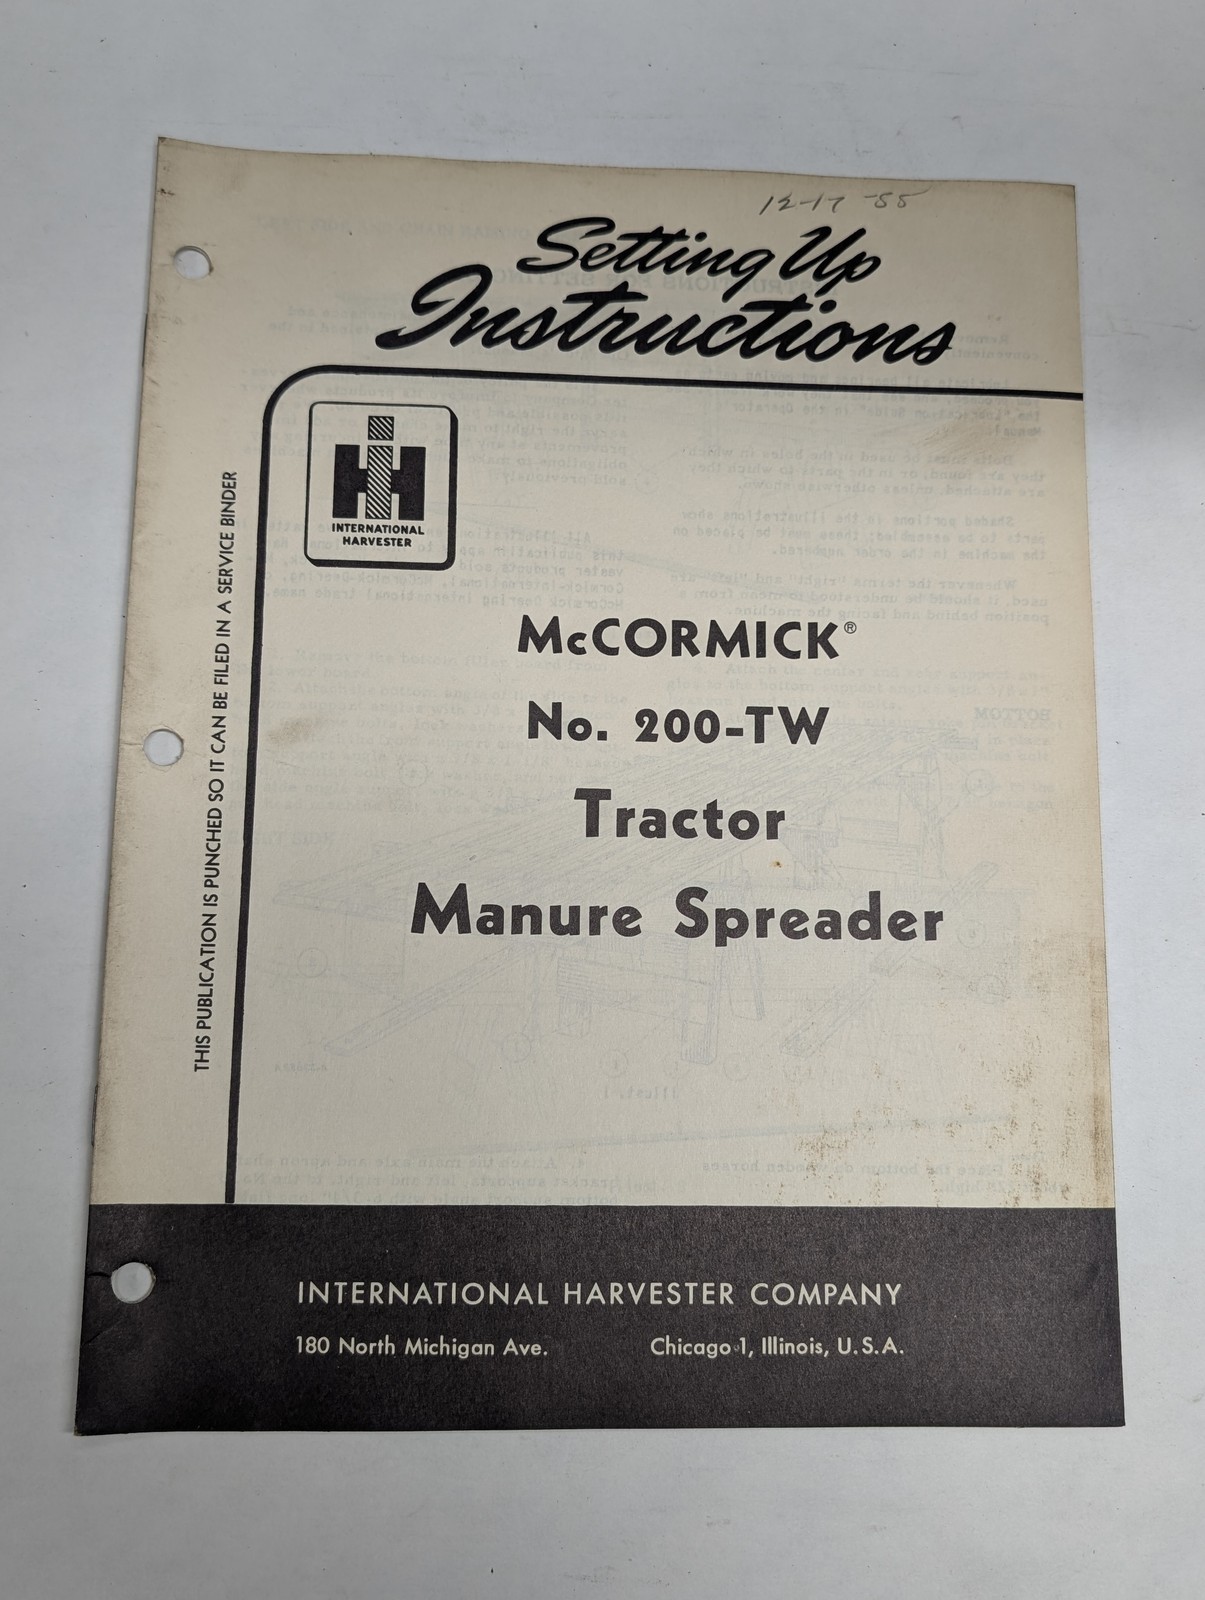 12-17-55
Setting Up
Instructions
IH
INTERNATIONAL
HARVESTER
THIS PUBLICATION IS PUNCHED SO IT CAN BE FILED IN A SERVICE BINDER
McCORMICK®
No. 200-TW
Tractor
Manure Spreader
INTERNATIONAL HARVESTER COMPANY
180 North Michigan Ave. Chicago 1, Illinois, U.S.A.